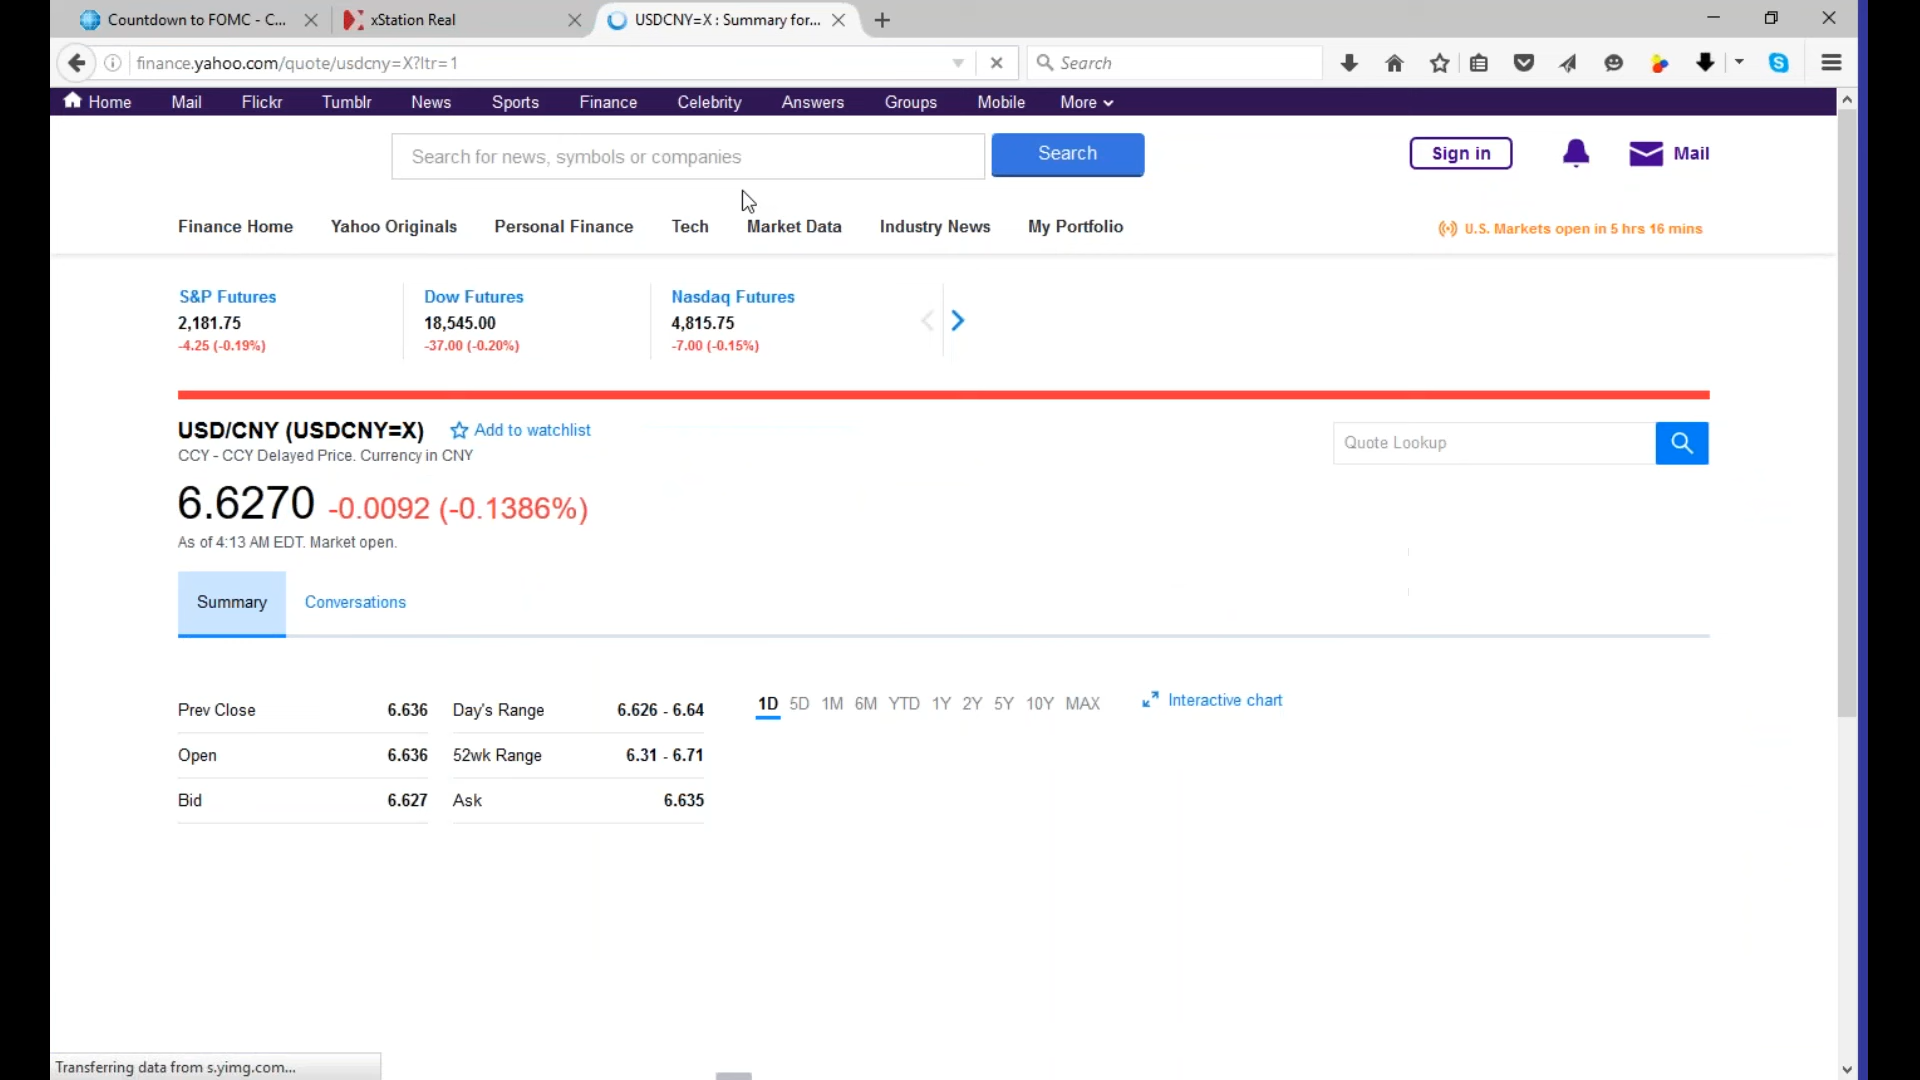 Countdown to FOMC - C...
xStation Real
USDCNY=X : Summary for...
finance.yahoo.com/quote/usdcny=X?ltr=1
Search
Home Mail Flickr Tumblr News Sports Finance Celebrity Answers Groups Mobile More
Search for news, symbols or companies
Search
Sign in
Mail
Finance Home Yahoo Originals Personal Finance Tech Market Data Industry News My Portfolio
U.S. Markets open in 5 hrs 16 mins
S&P Futures
2,181.75
-4.25 (-0.19%)
Dow Futures
18,545.00
-37.00 (-0.20%)
Nasdaq Futures
4,815.75
-7.00 (-0.15%)
USD/CNY (USDCNY=X)
Add to watchlist
CCY - CCY Delayed Price. Currency in CNY
Quote Lookup
6.6270 -0.0092 (-0.1386%)
As of 4:13 AM EDT. Market open.
Summary
Conversations
Prev Close 6.636
Open 6.636
Bid 6.627
Day's Range 6.626 - 6.64
52wk Range 6.31 - 6.71
Ask 6.635
1D 5D 1M 6M YTD 1Y 2Y 5Y 10Y MAX
Interactive chart
Transferring data from s.yimg.com...